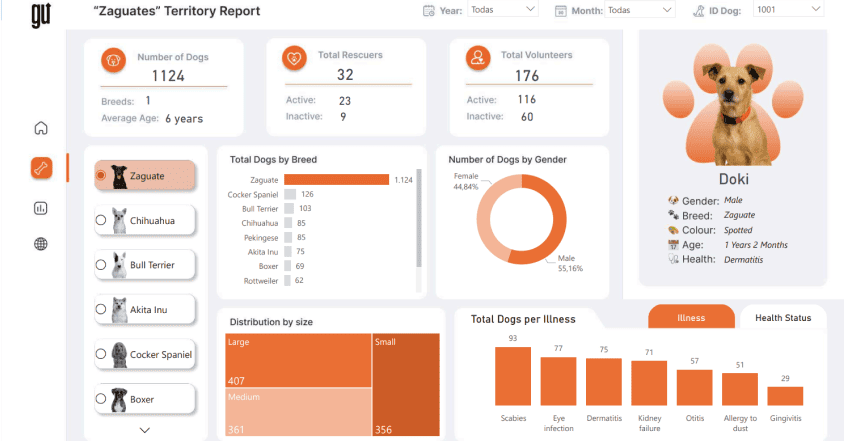 gut
"Zaguates" Territory Report
Year: Todas
Month: Todas
ID Dog: 1001
Number of Dogs
1124
Breeds: 1
Average Age: 6 years
Total Rescuers
32
Active: 23
Inactive: 9
Total Volunteers
176
Active: 116
Inactive: 60
Doki
Gender: Male
Breed: Zaguate
Colour: Spotted
Age: 1 Years 2 Months
Health: Dermatitis
Zaguate
Chihuahua
Bull Terrier
Akita Inu
Cocker Spaniel
Boxer
Total Dogs by Breed
Zaguate 1.124
Cocker Spaniel 126
Bull Terrier 103
Chihuahua 85
Pekingese 85
Akita Inu 75
Boxer 69
Rottweiler 62
Number of Dogs by Gender
Female
44,84%
Male
55,16%
Distribution by size
Large
407
Medium
361
Small
356
Total Dogs per Illness
Illness
Health Status
93
77
75
71
57
51
29
Scabies
Eye
infection
Dermatitis
Kidney
failure
Otitis
Allergy to
dust
Gingivitis